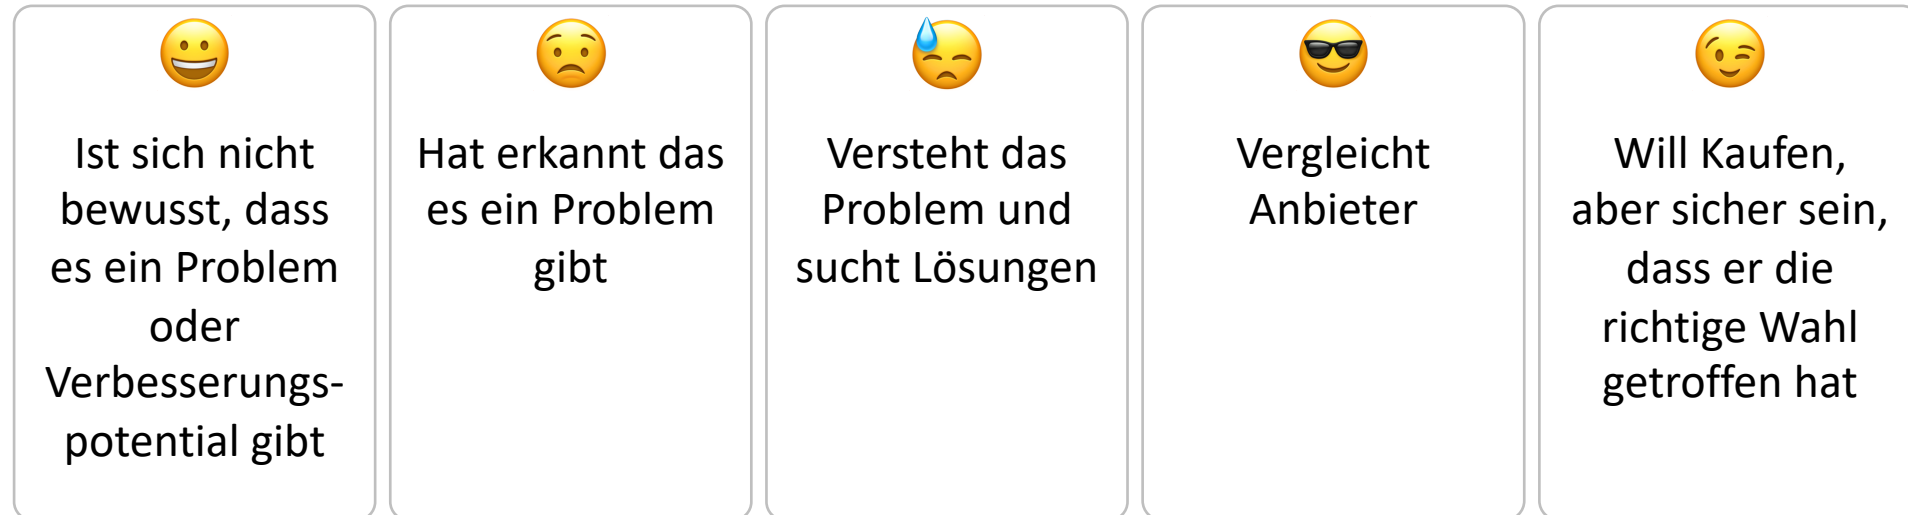 Ist sich nicht
bewusst, dass
es ein Problem
oder
Verbesserungs-
potential gibt
Hat erkannt das
es ein Problem
gibt
Versteht das
Problem und
sucht Lösungen
Vergleicht
Anbieter
Will Kaufen,
aber sicher sein,
dass er die
richtige Wahl
getroffen hat